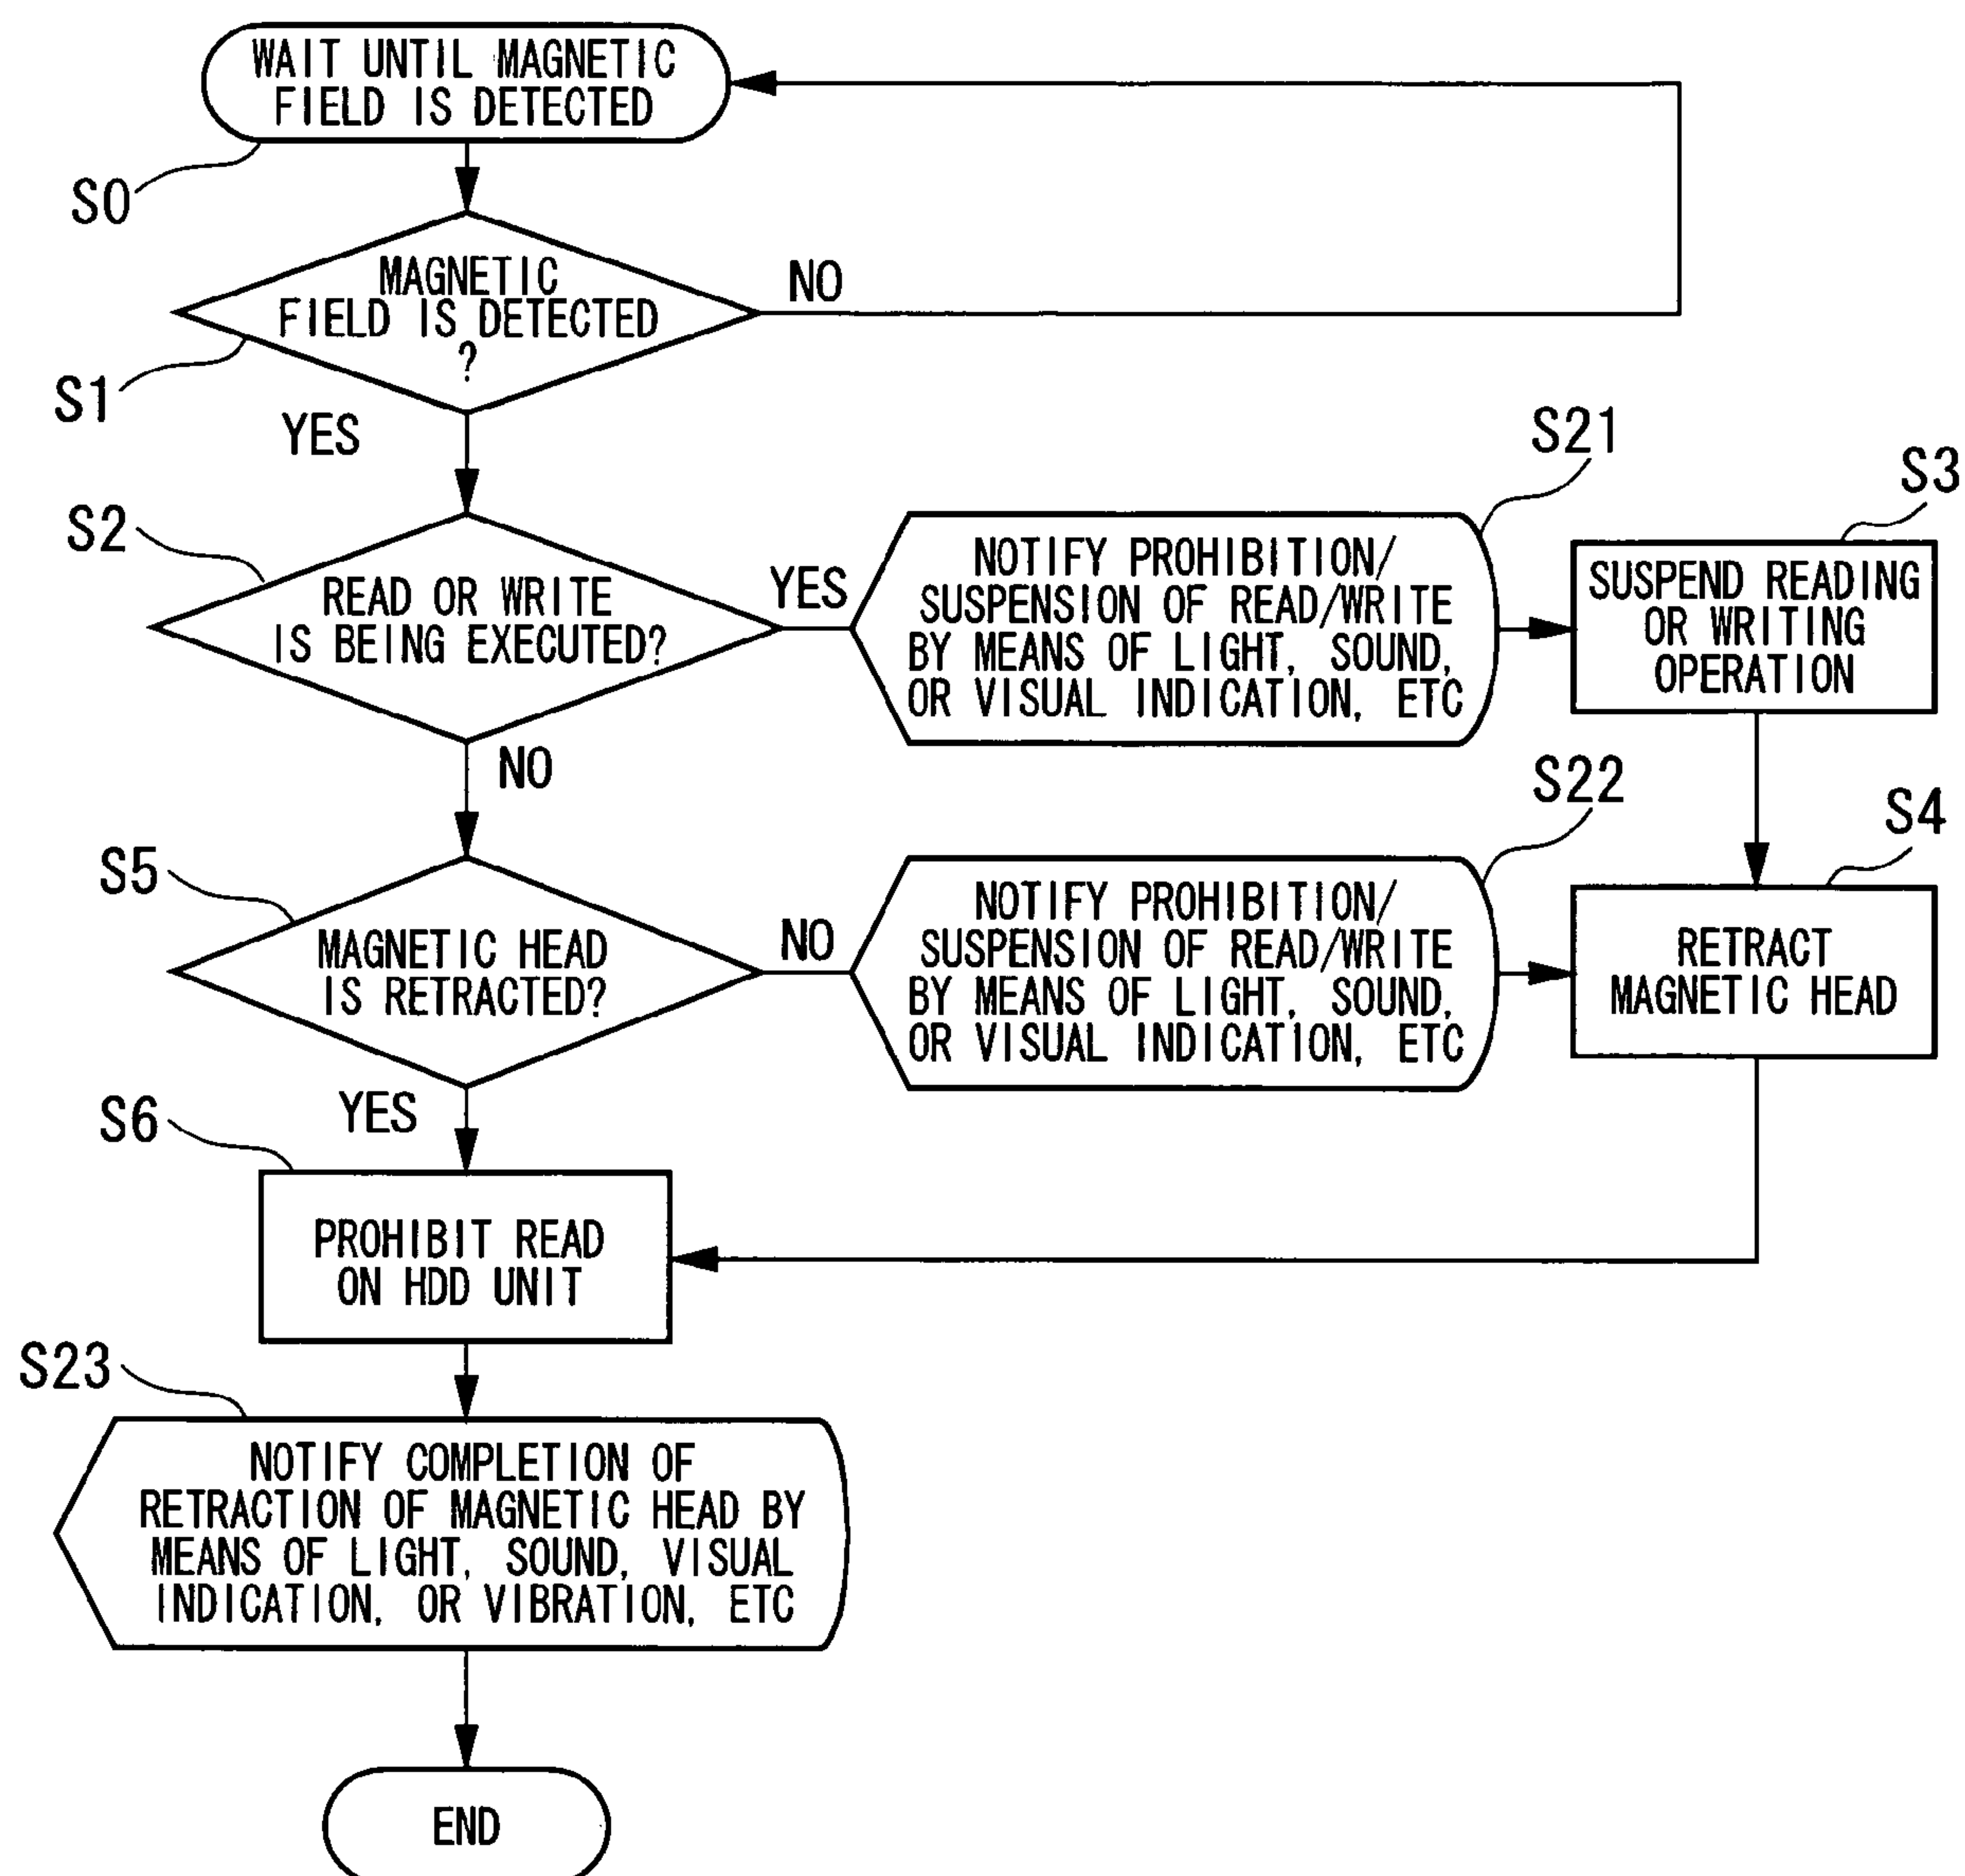 WAIT UNTIL MAGNETIC
FIELD IS DETECTED
S0
MAGNETIC
FIELD IS DETECTED
?
NO
S1
YES
S21
S3
S2
READ OR WRITE
IS BEING EXECUTED?
YES
NOTIFY PROHIBITION/
SUSPENSION OF READ/WRITE
BY MEANS OF LIGHT, SOUND,
OR VISUAL INDICATION, ETC
SUSPEND READING
OR WRITING
OPERATION
NO
S22
S4
S5
MAGNETIC HEAD
IS RETRACTED?
NO
NOTIFY PROHIBITION/
SUSPENSION OF READ/WRITE
BY MEANS OF LIGHT, SOUND,
OR VISUAL INDICATION, ETC
RETRACT
MAGNETIC HEAD
YES
S6
PROHIBIT READ
ON HDD UNIT
S23
NOTIFY COMPLETION OF
RETRACTION OF MAGNETIC HEAD BY
MEANS OF LIGHT, SOUND, VISUAL
INDICATION, OR VIBRATION, ETC
END